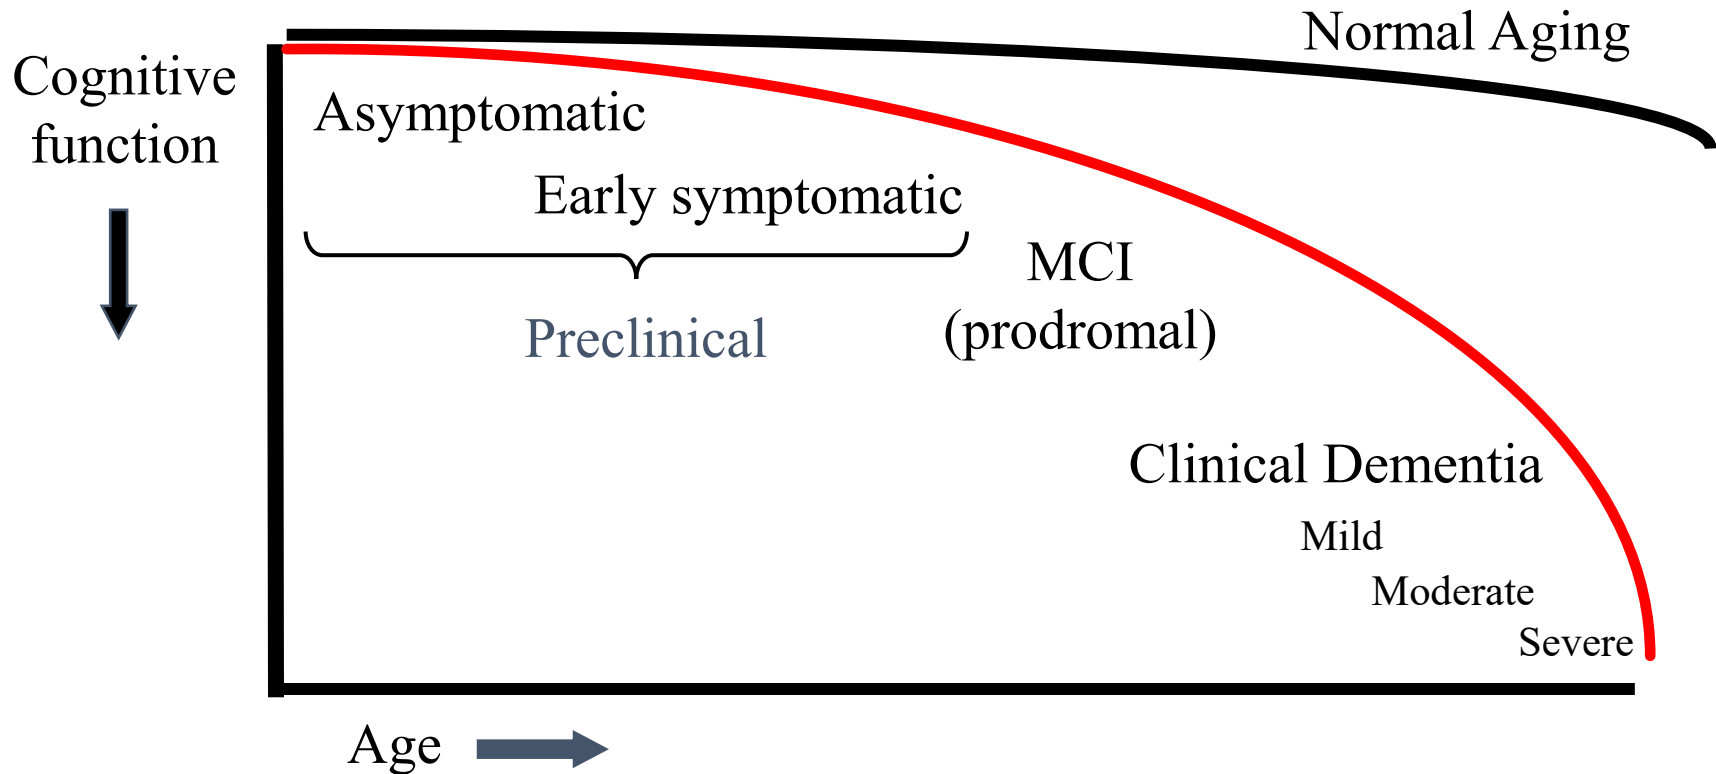 Normal Aging
Cognitive
function
Asymptomatic
Early symptomatic
MCI
(prodromal)
Preclinical
Clinical Dementia
Mild
Moderate
Severe
Age